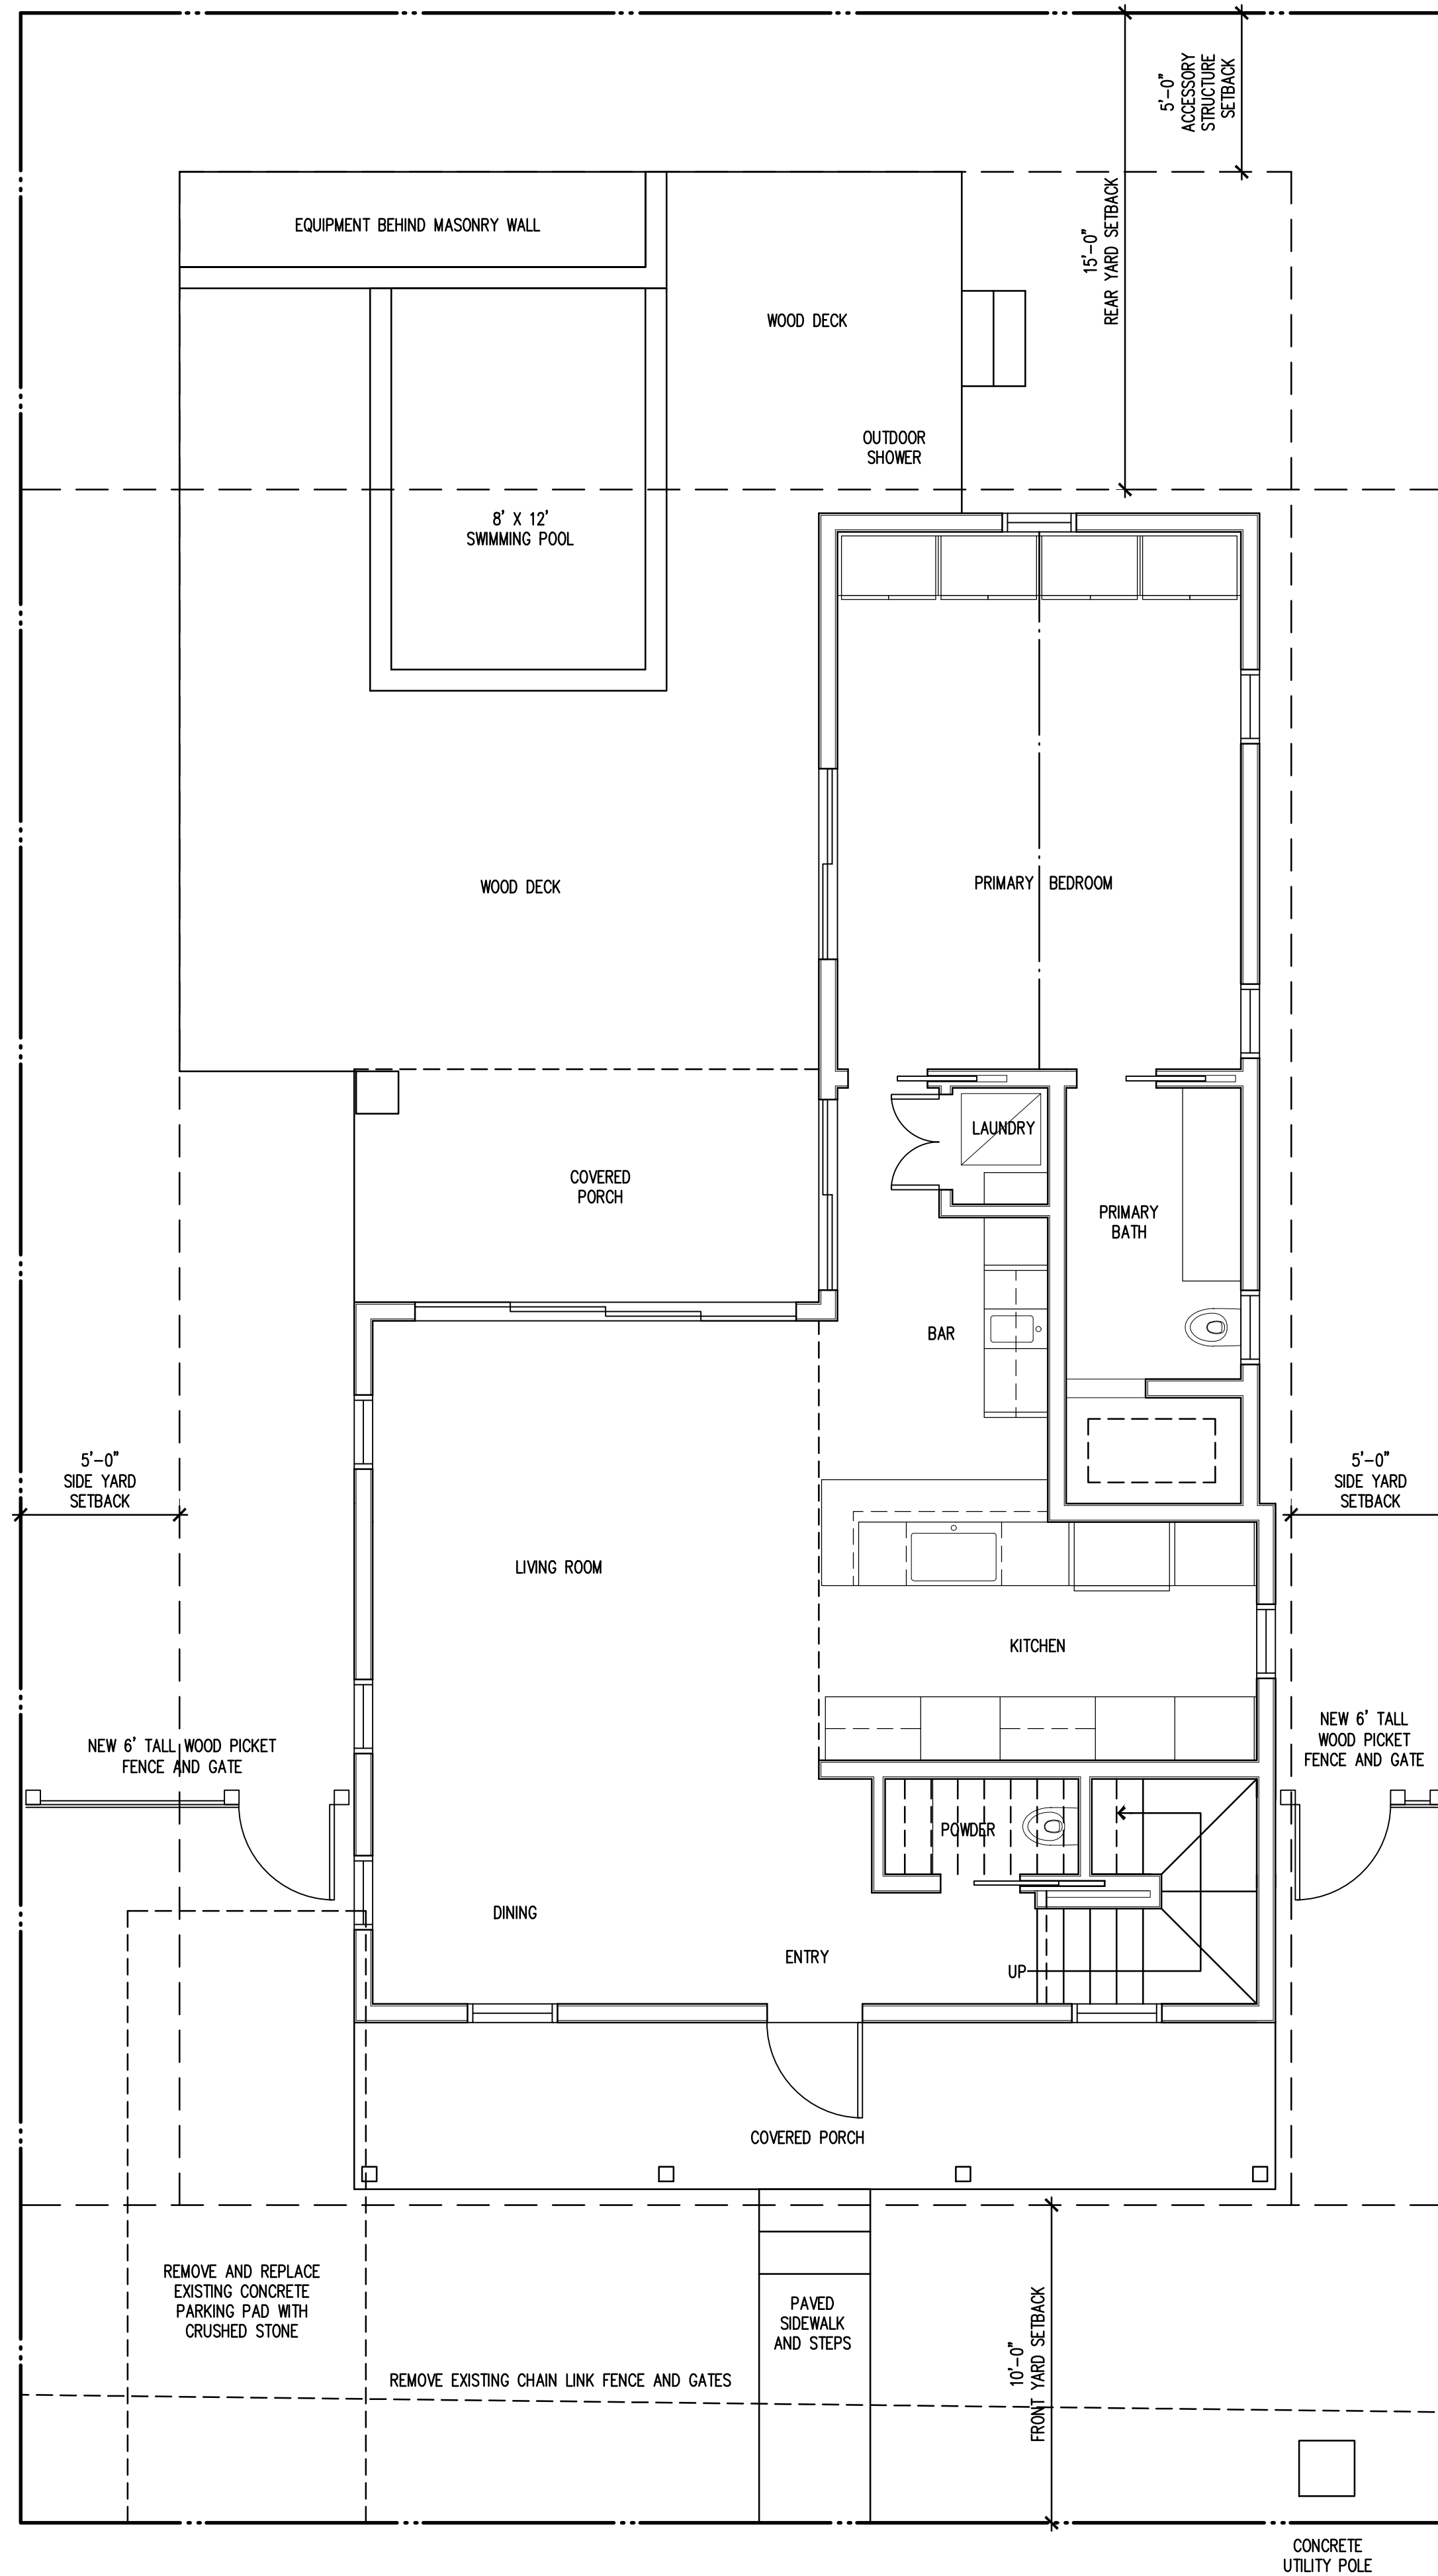 5'-0"
ACCESSORY
STRUCTURE
SETBACK
15'-0"
REAR YARD SETBACK
EQUIPMENT BEHIND MASONRY WALL
WOOD DECK
OUTDOOR
SHOWER
8' X 12'
SWIMMING POOL
WOOD DECK
PRIMARY BEDROOM
LAUNDRY
COVERED
PORCH
PRIMARY
BATH
BAR
5'-0"
SIDE YARD
SETBACK
5'-0"
SIDE YARD
SETBACK
LIVING ROOM
KITCHEN
NEW 6' TALL WOOD PICKET
FENCE AND GATE
NEW 6' TALL
WOOD PICKET
FENCE AND GATE
POWDER
DINING
ENTRY
UP
COVERED PORCH
REMOVE AND REPLACE
EXISTING CONCRETE
PARKING PAD WITH
CRUSHED STONE
PAVED
SIDEWALK
AND STEPS
10'-0"
FRONT YARD SETBACK
REMOVE EXISTING CHAIN LINK FENCE AND GATES
CONCRETE
UTILITY POLE